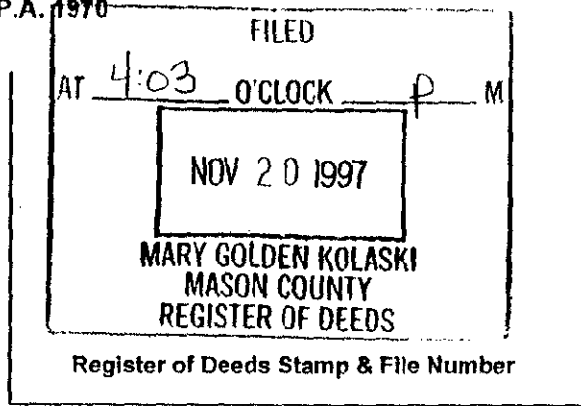 P.A. 1970
FILED
AT 4:03 O'CLOCK P M
NOV 20 1997
MARY GOLDEN KOLASKI
MASON COUNTY
REGISTER OF DEEDS
Register of Deeds Stamp & File Number